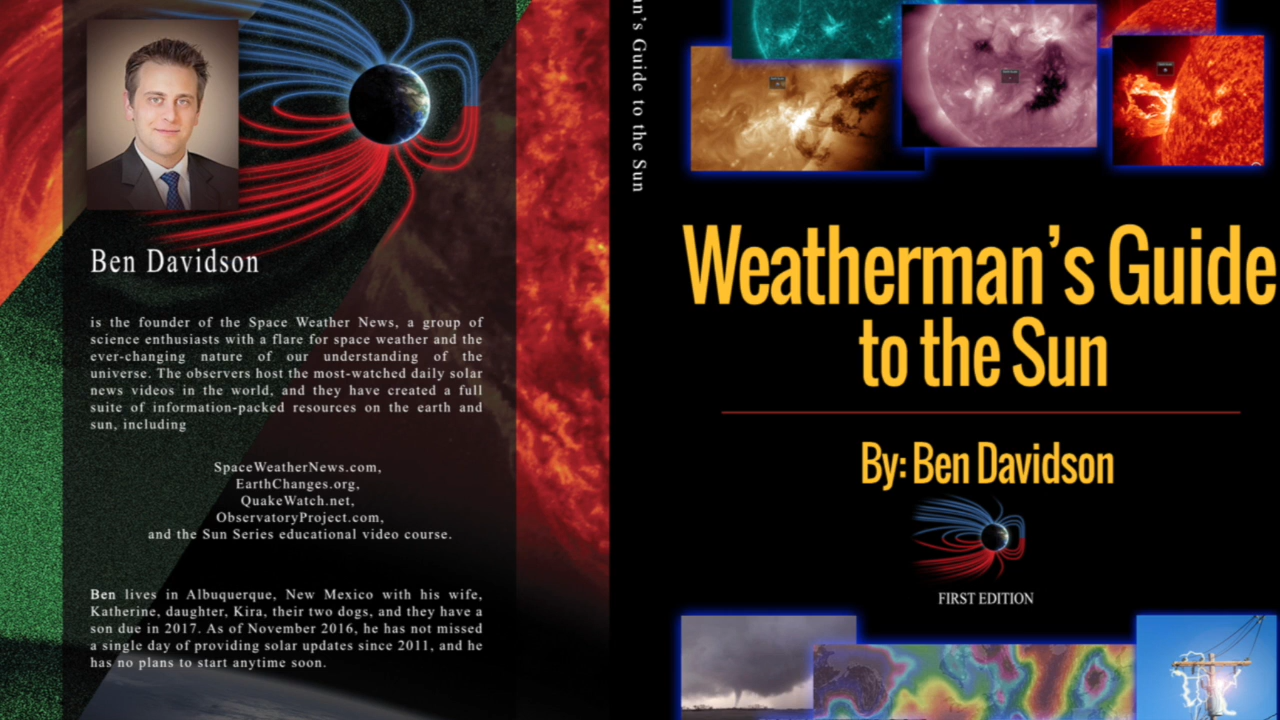 Ben Davidson
is the founder of the Space Weather News, a group of
science enthusiasts with a flare for space weather and the
ever-changing nature of our understanding of the
universe. The observers host the most-watched daily solar
news videos in the world, and they have created a full
suite of information-packed resources on the earth and
sun, including
SpaceWeatherNews.com,
EarthChanges.org,
QuakeWatch.net,
ObservatoryProject.com,
and the Sun Series educational video course.
Ben lives in Albuquerque, New Mexico with his wife,
Katherine, daughter, Kira, their two dogs, and they have a
son due in 2017. As of November 2016, he has not missed
a single day of providing solar updates since 2011, and he
has no plans to start anytime soon.
an's Guide to the Sun
Weatherman's Guide
to the Sun
By: Ben Davidson
FIRST EDITION